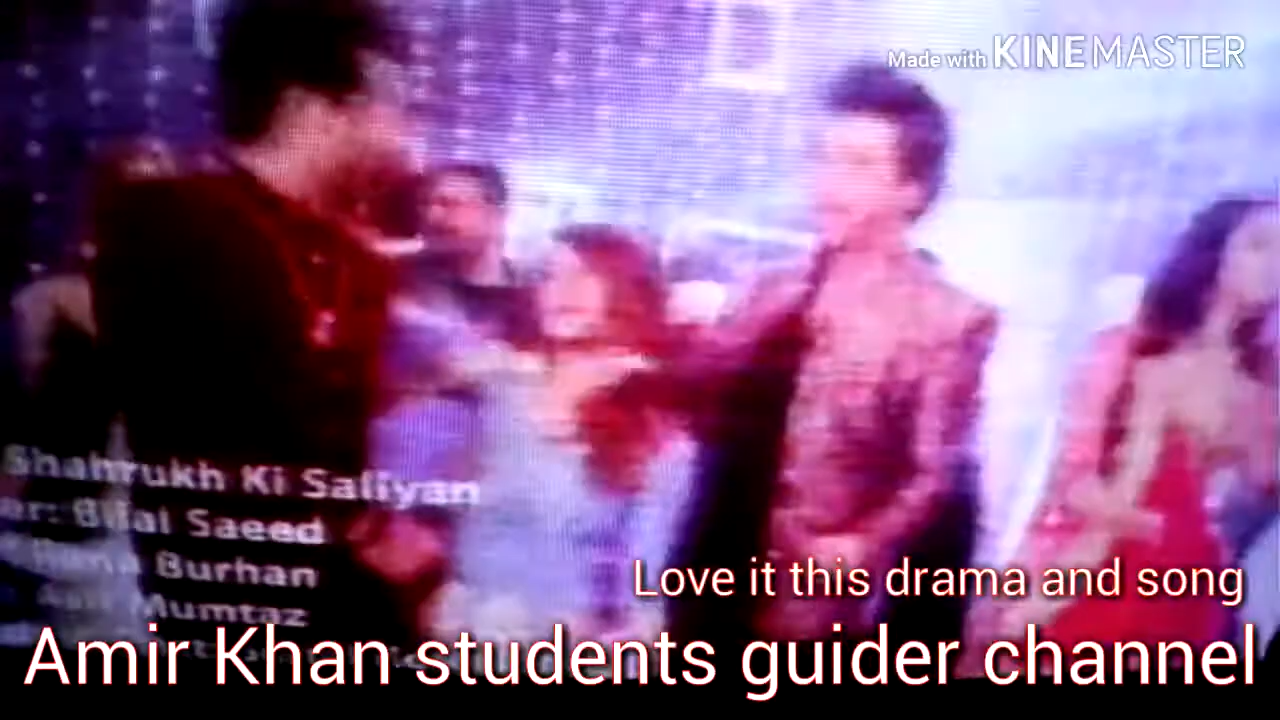 Made with KINEMASTER
Shahrukh Ki Saliyan
Bilal Saeed
Burhan
Mumtaz
Love it this drama and song
Amir Khan students guider channel